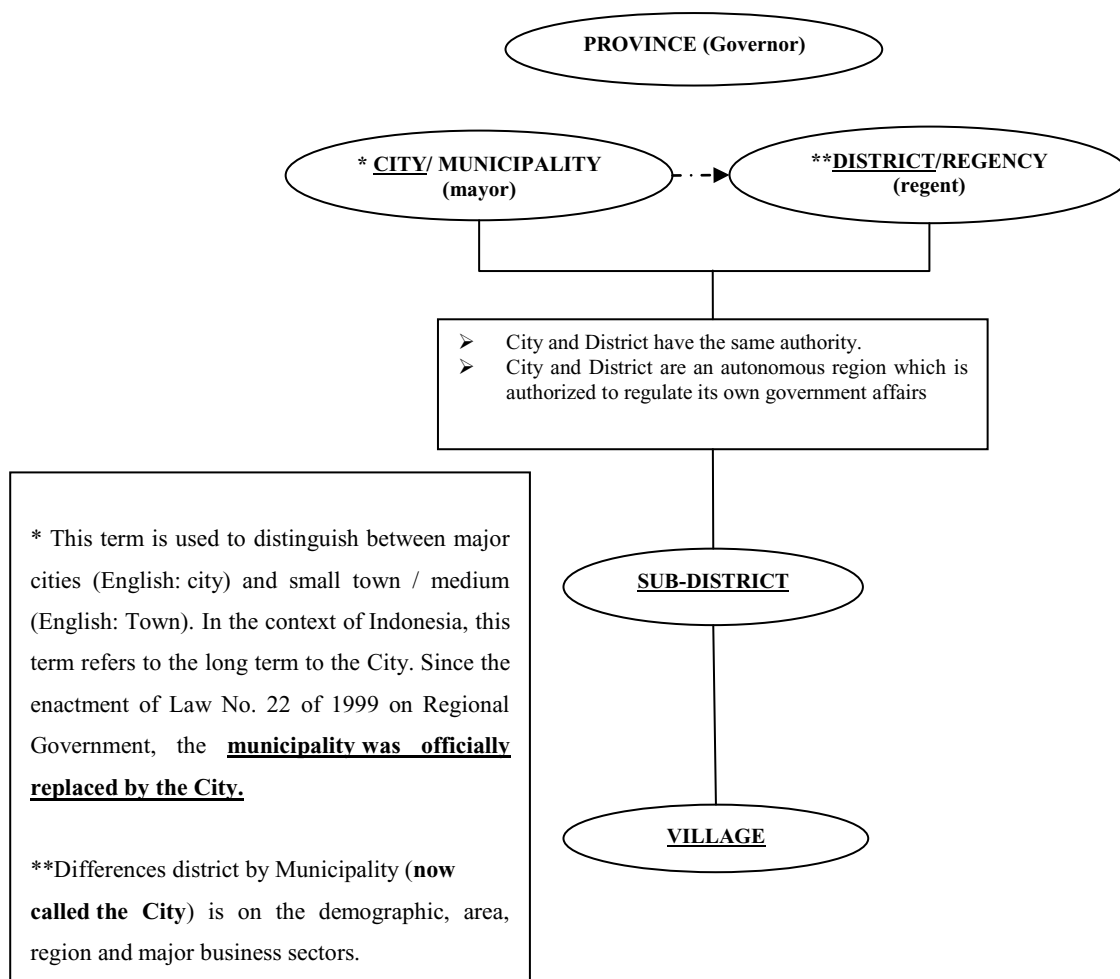 PROVINCE (Governor)
* CITY/ MUNICIPALITY
(mayor)
**DISTRICT/REGENCY
(regent)
➢ City and District have the same authority.
➢ City and District are an autonomous region which is
authorized to regulate its own government affairs
* This term is used to distinguish between major
cities (English: city) and small town / medium
(English: Town). In the context of Indonesia, this
term refers to the long term to the City. Since the
enactment of Law No. 22 of 1999 on Regional
Government, the municipality was officially
replaced by the City.
**Differences district by Municipality (now
called the City) is on the demographic, area,
region and major business sectors.
SUB-DISTRICT
VILLAGE